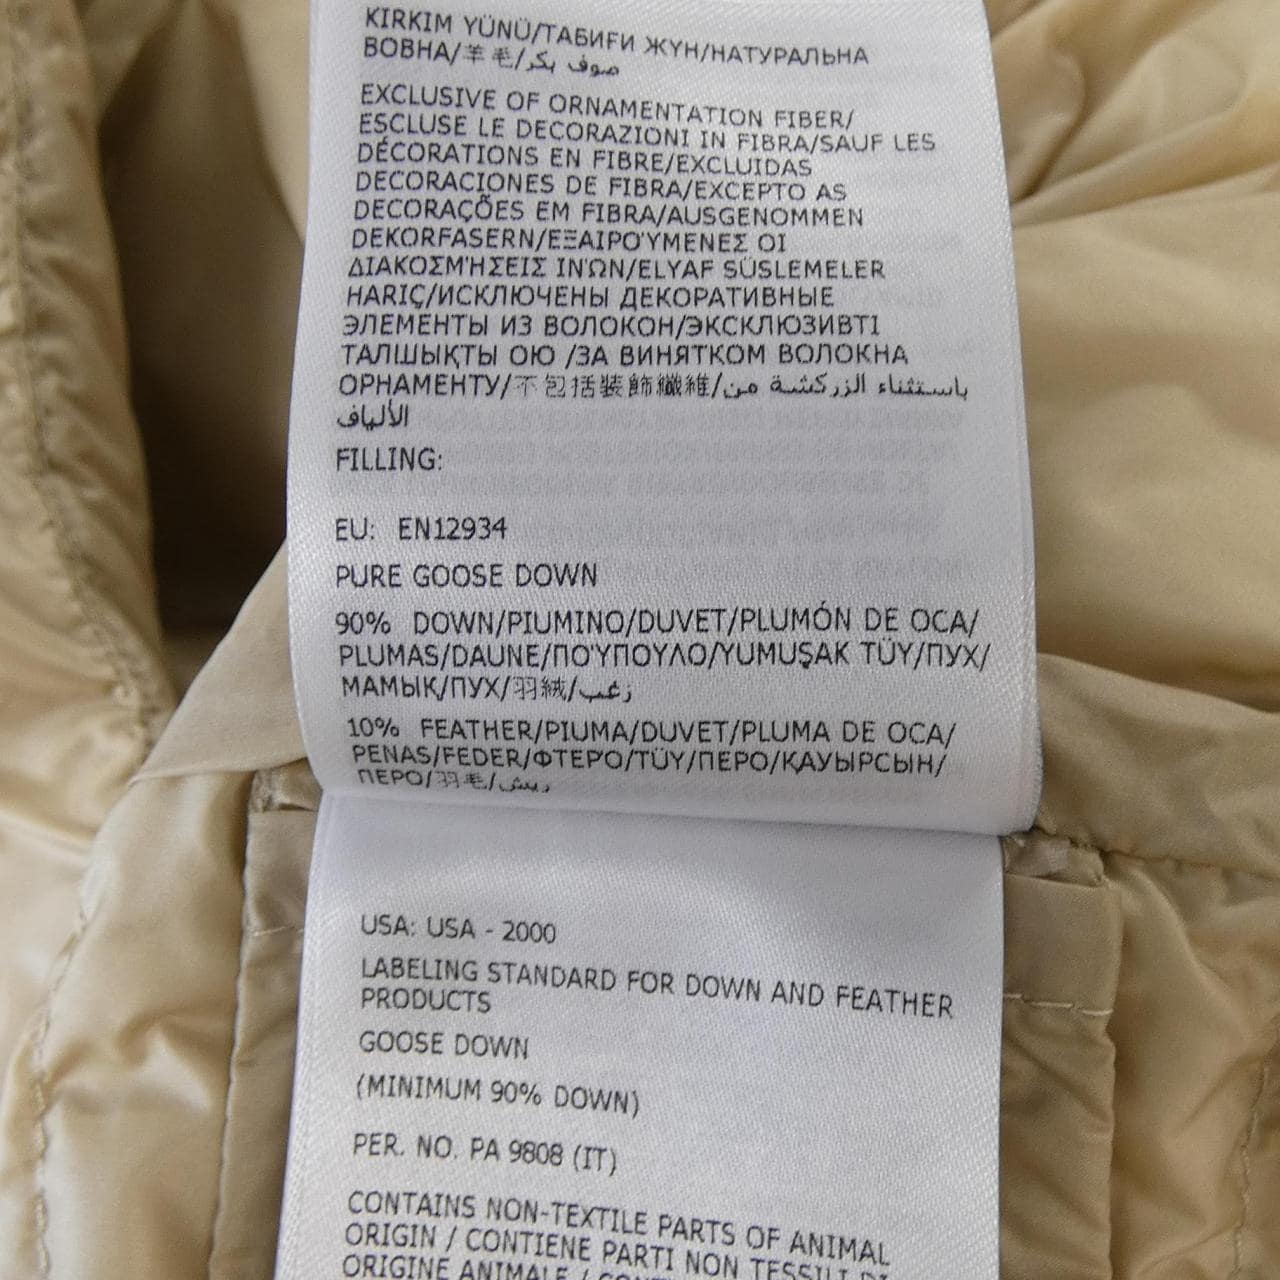 KIRKIM YÜNÜ/ТАБИҒИ ЖҮН/НАТУРАЛЬНА
ВОВНА/羊毛/صوف بكر
EXCLUSIVE OF ORNAMENTATION FIBER/
ESCLUSE LE DECORAZIONI IN FIBRA/SAUF LES
DÉCORATIONS EN FIBRE/EXCLUIDAS
DECORACIONES DE FIBRA/EXCEPTO AS
DECORAÇÕES EM FIBRA/AUSGENOMMEN
DEKORFASERN/ΕΞΑΙΡΟΎΜΕΝΕΣ ΟΙ
ΔΙΑΚΟΣΜΉΣΕΙΣ ΙΝΏΝ/ELYAF SÜSLEMELER
HARIÇ/ИСКЛЮЧЕНЫ ДЕКОРАТИВНЫЕ
ЭЛЕМЕНТЫ ИЗ ВОЛОКОН/ЭКСКЛЮЗИВТІ
ТАЛШЫҚТЫ ОЮ /ЗА ВИНЯТКОМ ВОЛОКНА
ОРНАМЕНТУ/不包括装飾纖維/باستثناء الزركشة من
الألياف
FILLING:
EU: EN12934
PURE GOOSE DOWN
90% DOWN/PIUMINO/DUVET/PLUMÓN DE OCA/
PLUMAS/DAUNE/ΠΟΎΠΟΥΛΟ/YUMUŞAK TÜY/ПУХ/
МАМЫҚ/ПУХ/羽絨/زغب
10% FEATHER/PIUMA/DUVET/PLUMA DE OCA/
PENAS/FEDER/ΦΤΕΡΌ/TÜY/ПЕРО/ҚАУЫРСЫН/
ПЕРО/羽毛/ريش
USA: USA - 2000
LABELING STANDARD FOR DOWN AND FEATHER
PRODUCTS
GOOSE DOWN
(MINIMUM 90% DOWN)
PER. NO. PA 9808 (IT)
CONTAINS NON-TEXTILE PARTS OF ANIMAL
ORIGIN / CONTIENE PARTI NON TESSILI DI
ORIGINE ANIMALE /